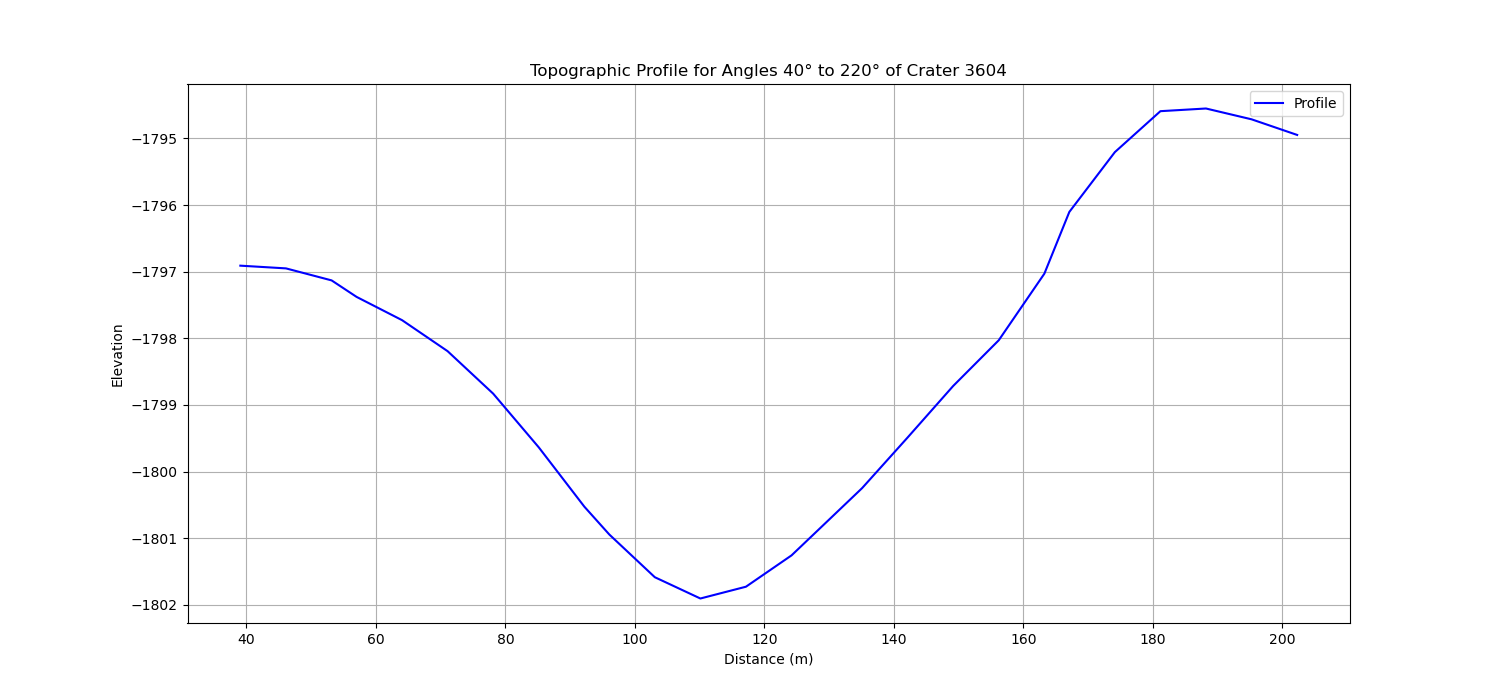 Topographic Profile for Angles 40° to 220° of Crater 3604
Profile
Elevation
−1795
−1796
−1797
−1798
−1799
−1800
−1801
−1802
40 60 80 100 120 140 160 180 200
Distance (m)